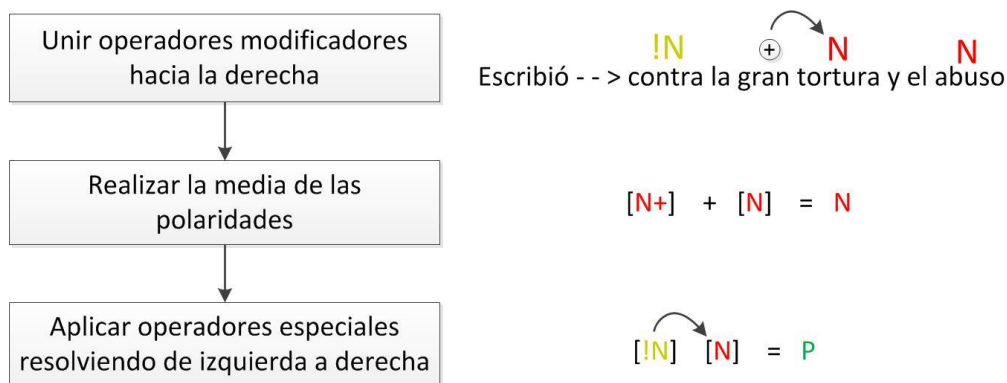 Unir operadores modificadores
hacia la derecha
!N + N N
Escribió - - > contra la gran tortura y el abuso
Realizar la media de las
polaridades
[N+] + [N] = N
Aplicar operadores especiales
resolviendo de izquierda a derecha
[!N] [N] = P